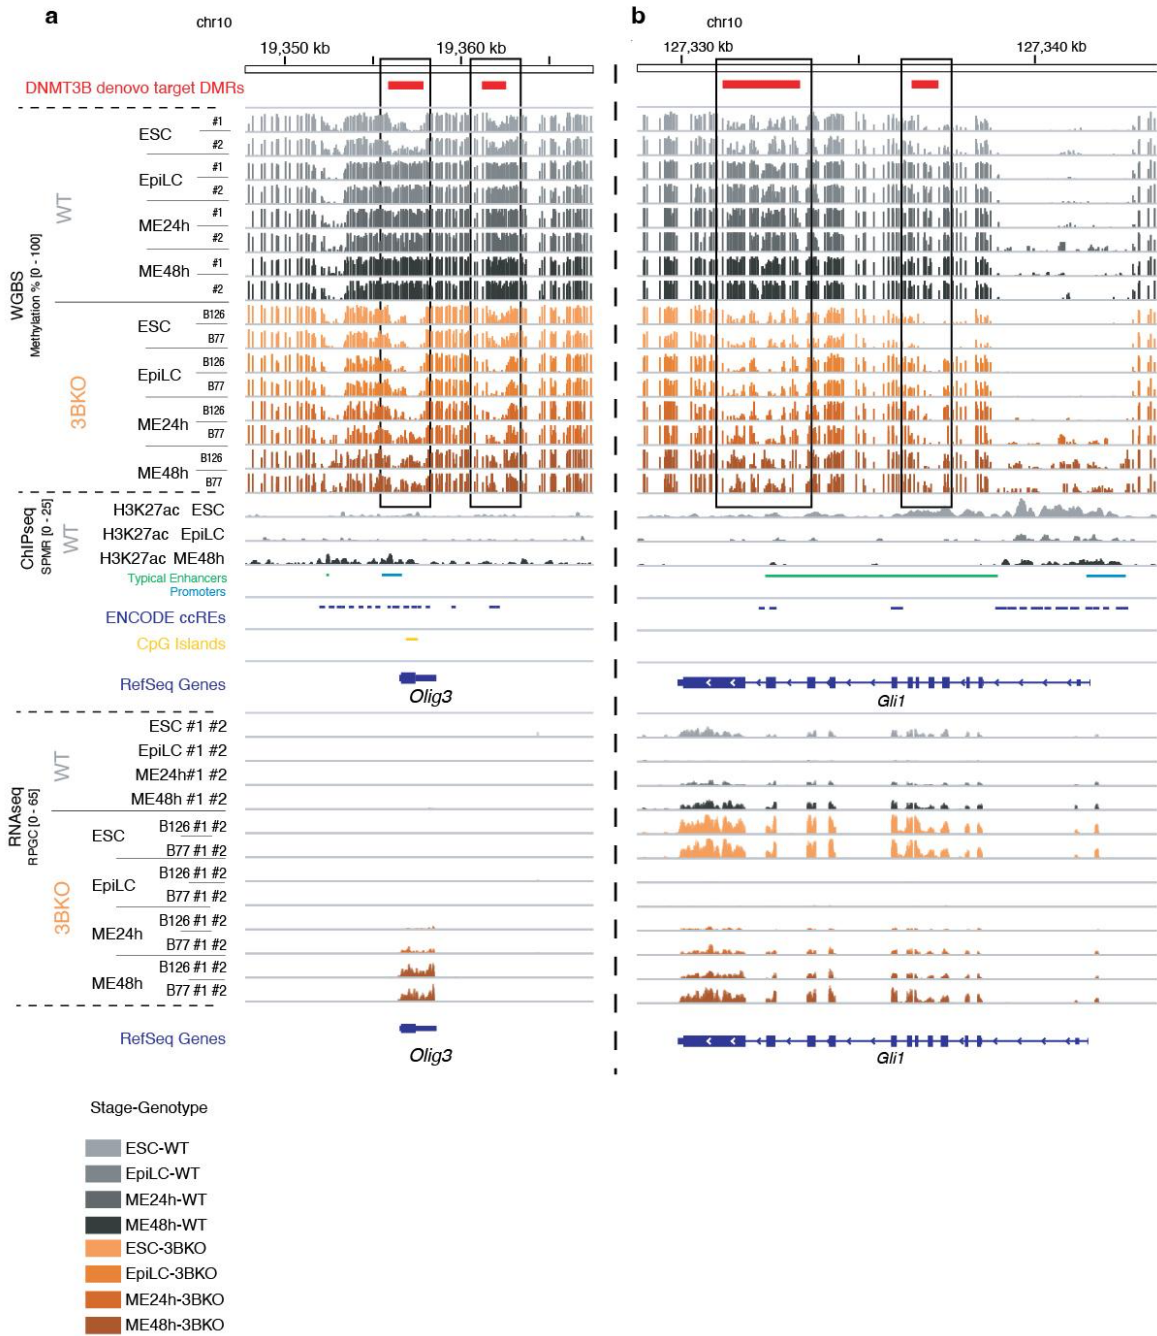 a
b
chr10
chr10
19,350 kb
19,360 kb
127,330 kb
127,340 kb
DNMT3B denovo target DMRs
WGBS
Methylation % [0 - 100]
WT
ESC
#1
#2
EpiLC
#1
#2
ME24h
#1
#2
ME48h
#1
#2
3BKO
ESC
B126
B77
EpiLC
B126
B77
ME24h
B126
B77
ME48h
B126
B77
ChIPseq
SPMR [0 - 25]
WT
H3K27ac ESC
H3K27ac EpiLC
H3K27ac ME48h
Typical Enhancers
Promoters
ENCODE ccREs
CpG Islands
RefSeq Genes
Olig3
Gli1
RNAseq
RPGC [0 - 65]
WT
ESC #1 #2
EpiLC #1 #2
ME24h#1 #2
ME48h #1 #2
3BKO
ESC
B126 #1 #2
B77 #1 #2
EpiLC
B126 #1 #2
B77 #1 #2
ME24h
B126 #1 #2
B77 #1 #2
ME48h
B126 #1 #2
B77 #1 #2
RefSeq Genes
Olig3
Gli1
Stage-Genotype
ESC-WT
EpiLC-WT
ME24h-WT
ME48h-WT
ESC-3BKO
EpiLC-3BKO
ME24h-3BKO
ME48h-3BKO